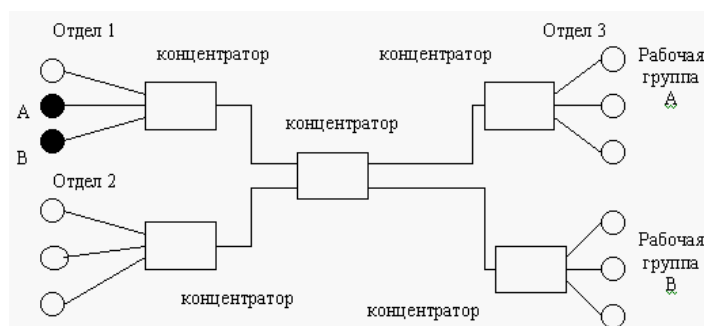 Отдел 1
Отдел 3
концентратор
концентратор
Рабочая
группа
А
А
концентратор
В
Отдел 2
Рабочая
группа
В
концентратор
концентратор